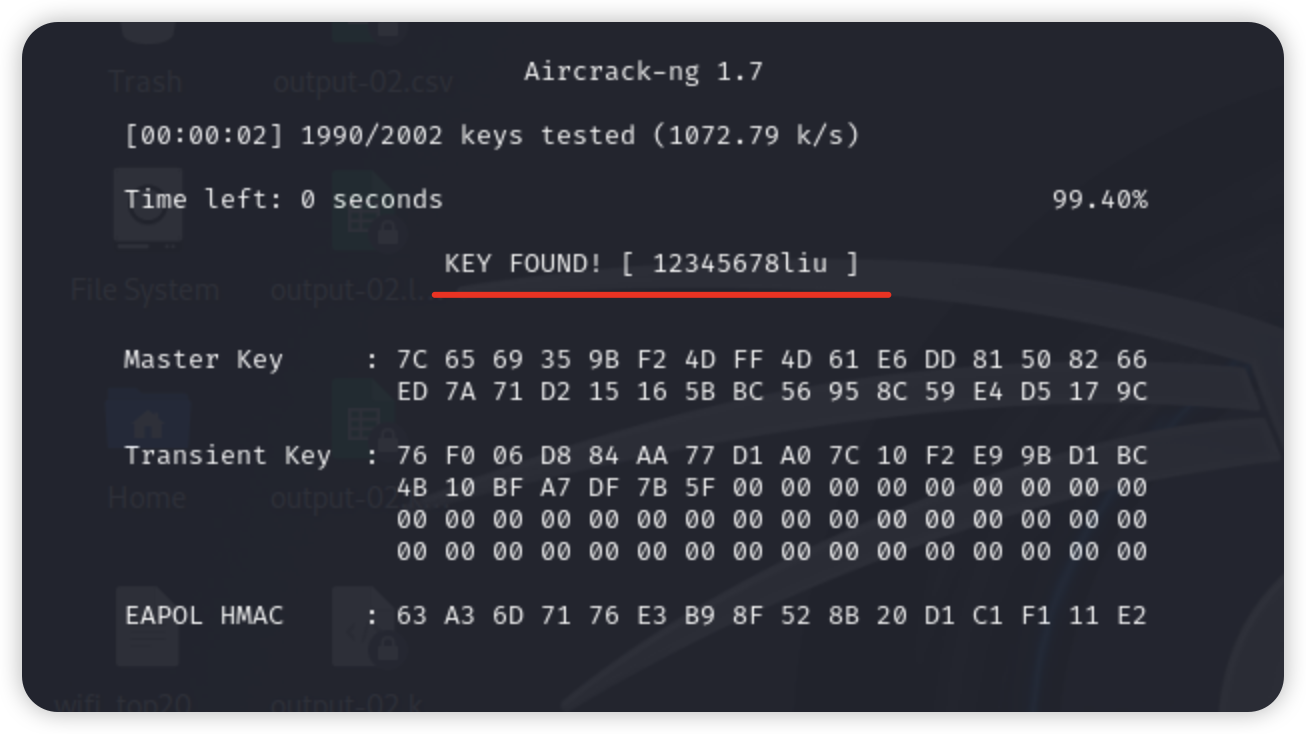 Trash output-02.csv
Aircrack-ng 1.7
[00:00:02] 1990/2002 keys tested (1072.79 k/s)
Time left: 0 seconds 99.40%
KEY FOUND! [ 12345678liu ]
File System output-02.l...
Master Key : 7C 65 69 35 9B F2 4D FF 4D 61 E6 DD 81 50 82 66
ED 7A 71 D2 15 16 5B BC 56 95 8C 59 E4 D5 17 9C
Transient Key : 76 F0 06 D8 84 AA 77 D1 A0 7C 10 F2 E9 9B D1 BC
4B 10 BF A7 DF 7B 5F 00 00 00 00 00 00 00 00 00
Home
00 00 00 00 00 00 00 00 00 00 00 00 00 00 00 00
00 00 00 00 00 00 00 00 00 00 00 00 00 00 00 00
EAPOL HMAC : 63 A3 6D 71 76 E3 B9 8F 52 8B 20 D1 C1 F1 11 E2
wifi_top20 output-02.k...